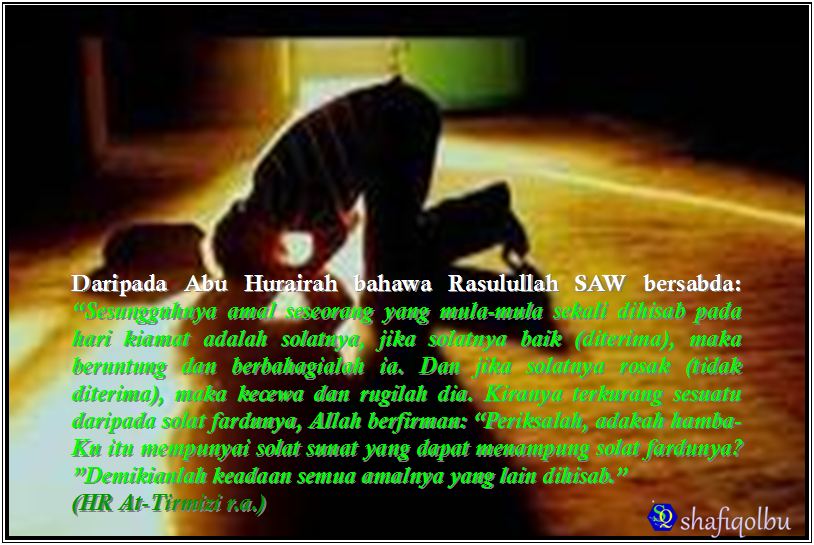 Daripada Abu Hurairah bahawa Rasulullah SAW bersabda:
“Sesungguhnya amal seseorang yang mula-mula sekali dihisab pada
hari kiamat adalah solatnya, jika solatnya baik (diterima), maka
beruntung dan berbahagialah ia. Dan jika solatnya rosak (tidak
diterima), maka kecewa dan rugilah dia. Kiranya terkurang sesuatu
daripada solat fardunya, Allah berfirman: “Periksalah, adakah hamba-
Ku itu mempunyai solat sunat yang dapat menampung solat fardunya?
”Demikianlah keadaan semua amalnya yang lain dihisab.”
(HR At-Tirmizi r.a.)
SQ shafiqolbu